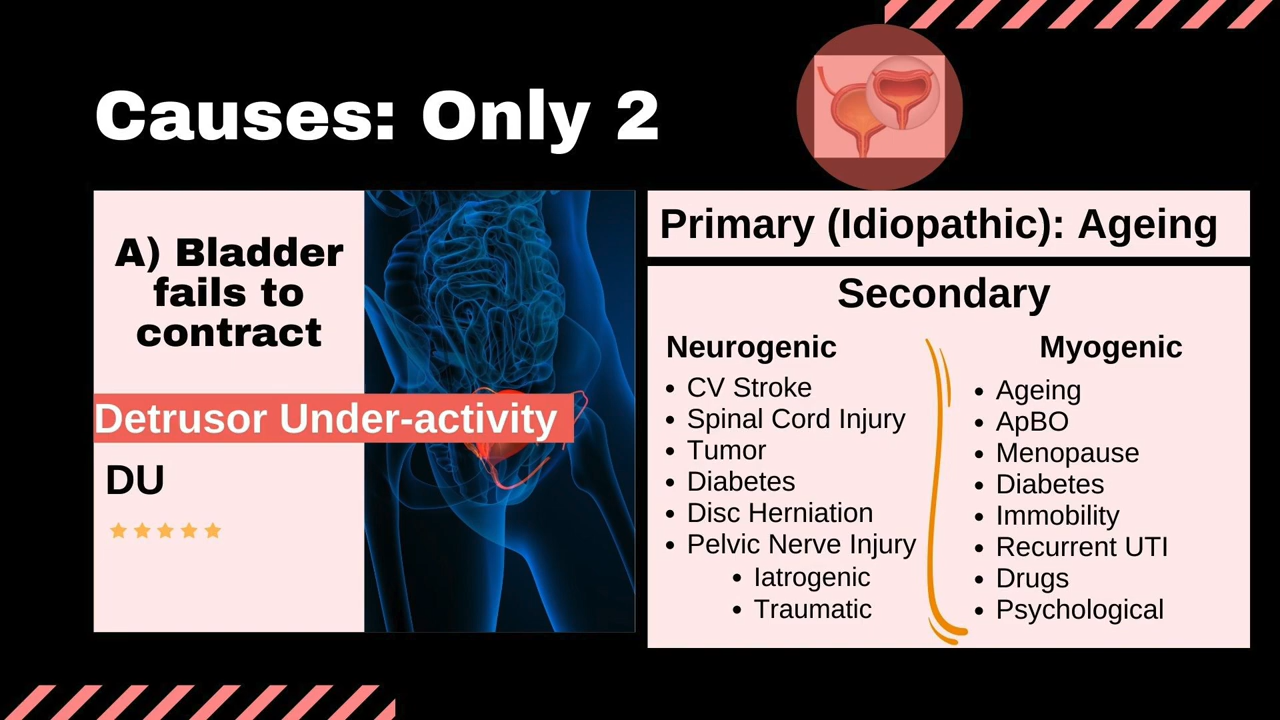 Causes: Only 2
A) Bladder
fails to
contract
Detrusor Under-activity
DU
Primary (Idiopathic): Ageing
Secondary
Neurogenic
• CV Stroke
• Spinal Cord Injury
• Tumor
• Diabetes
• Disc Herniation
• Pelvic Nerve Injury
• Iatrogenic
• Traumatic
Myogenic
• Ageing
• ApBO
• Menopause
• Diabetes
• Immobility
• Recurrent UTI
• Drugs
• Psychological